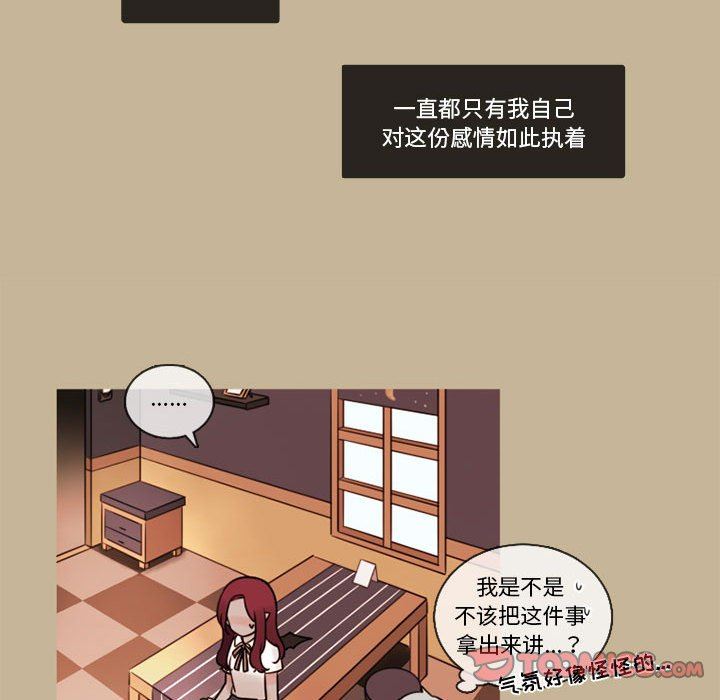 一直都只有我自己
对这份感情如此执着
......
我是不是
不该把这件事
拿出来讲...?
气氛好像怪怪的...